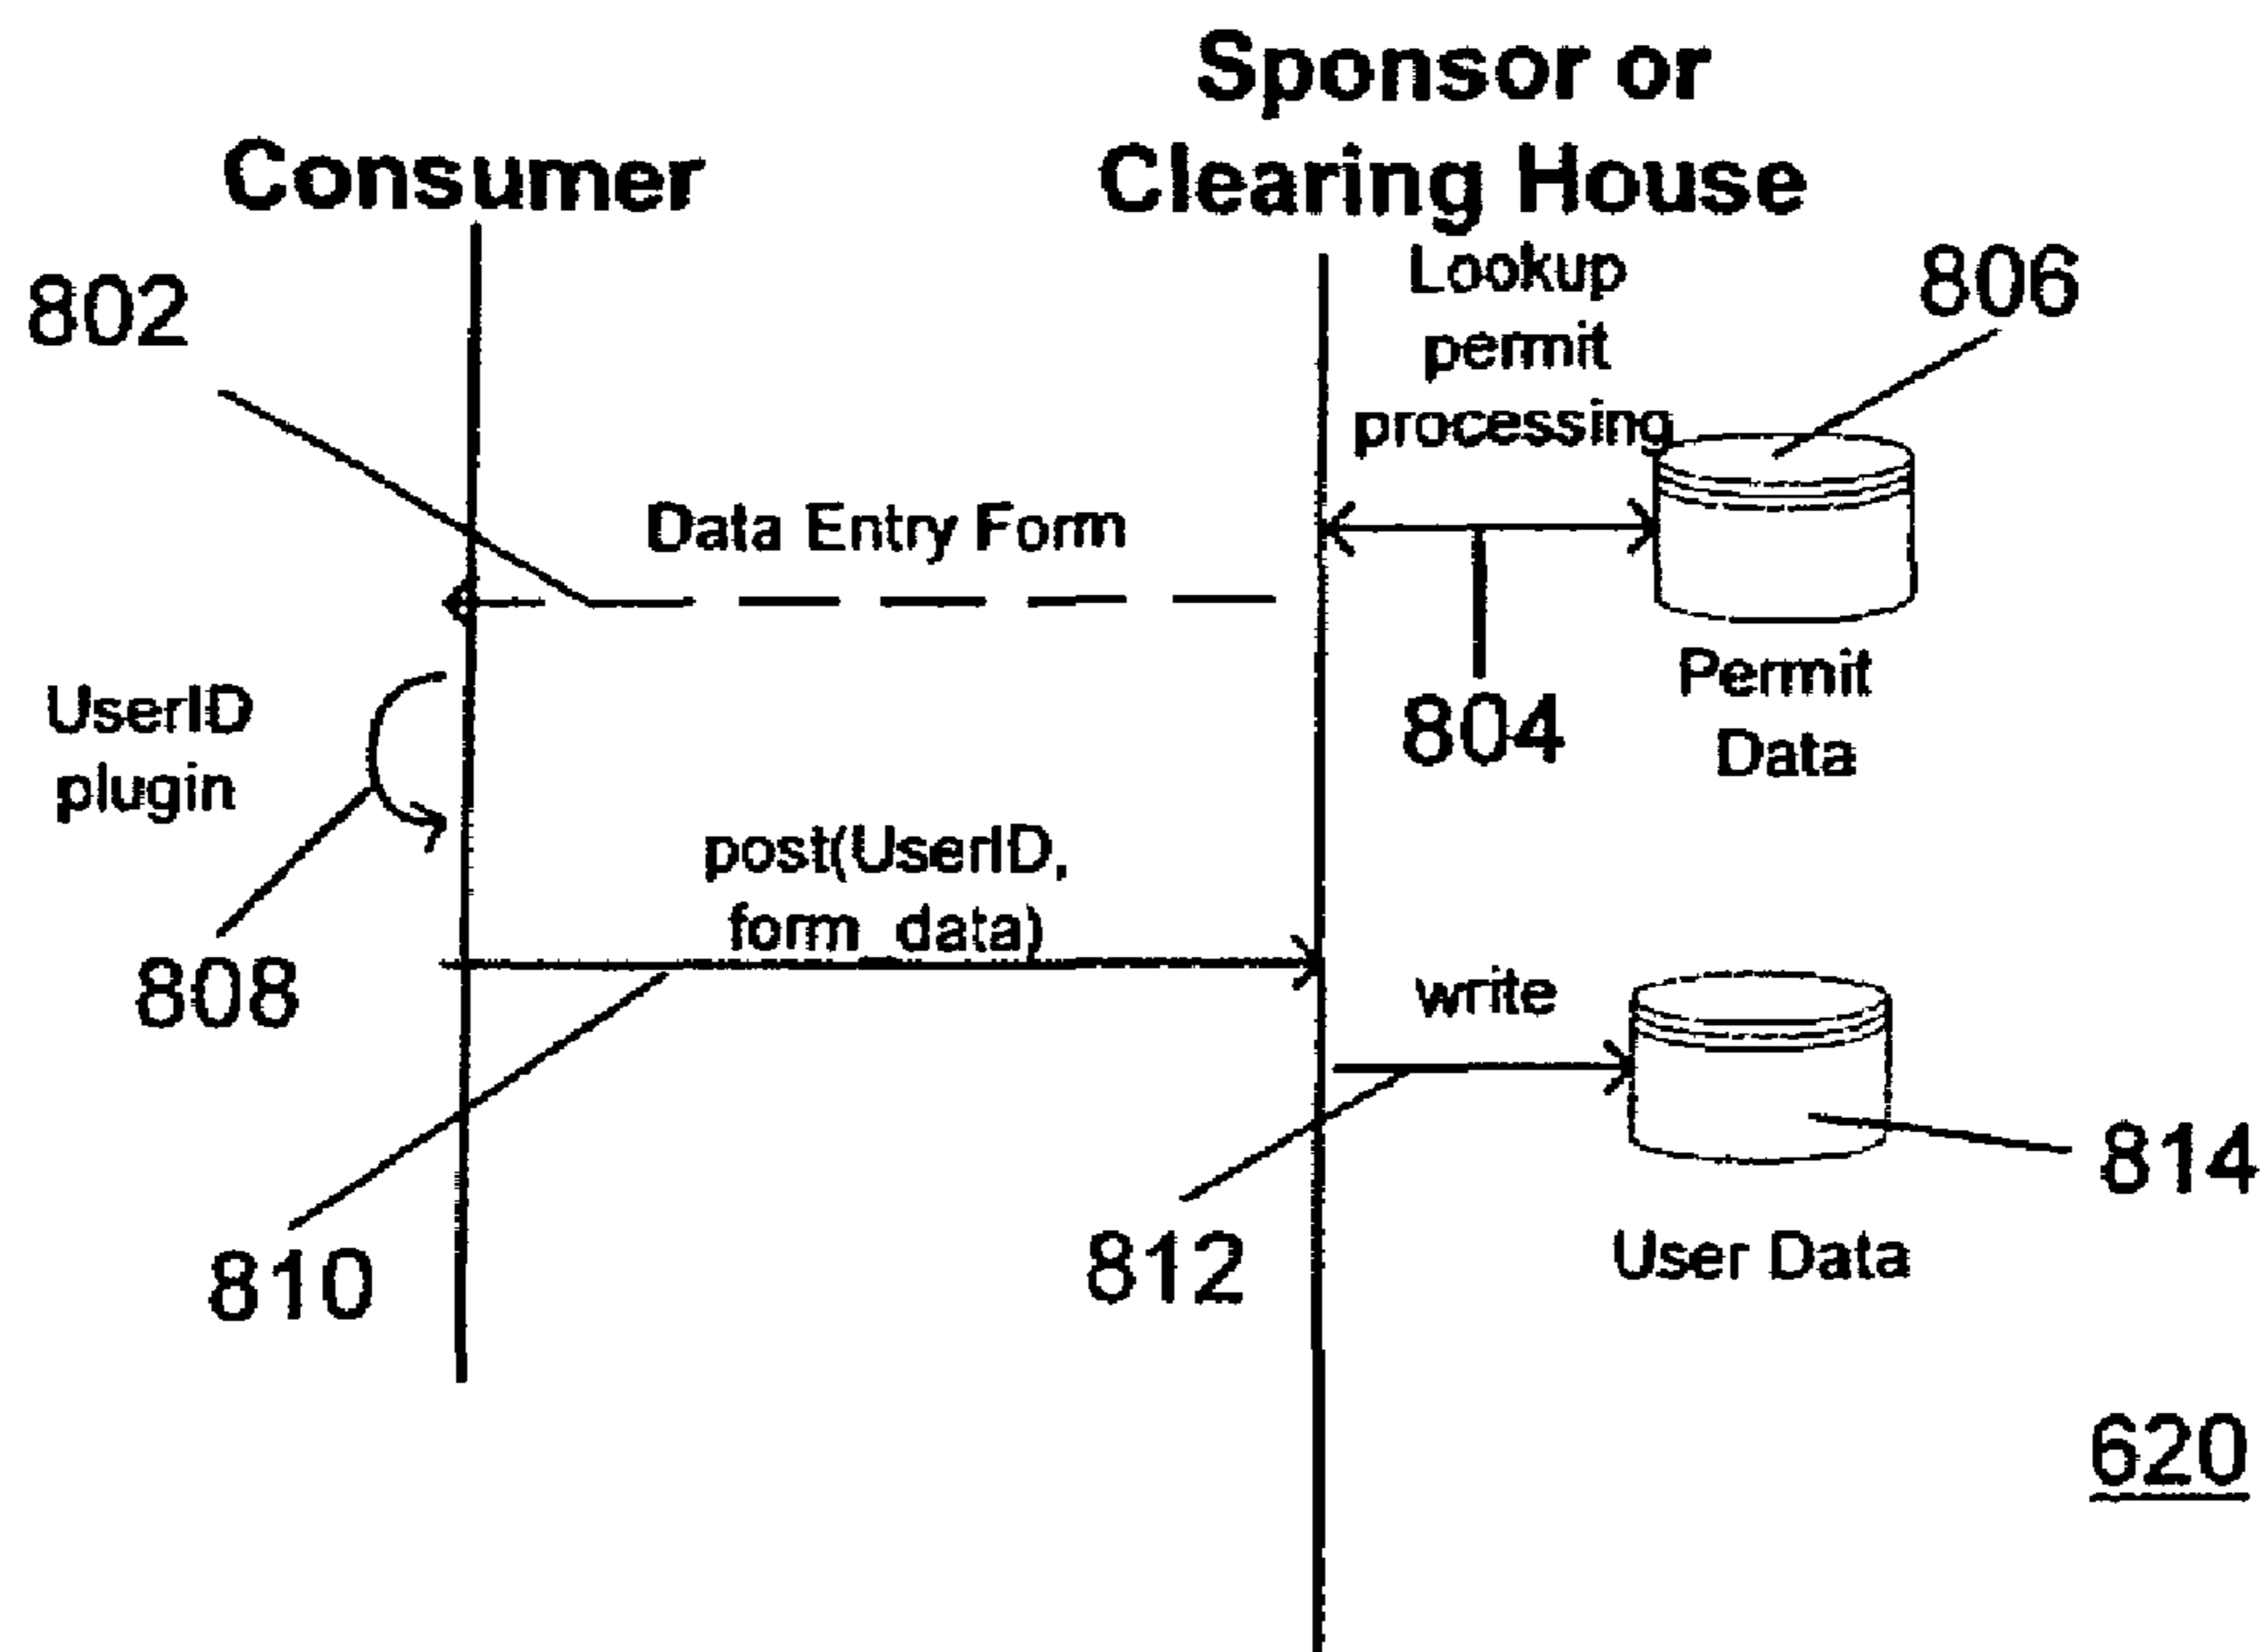 Sponsor or
Clearing House
Consumer
Lookup
permit
processing
806
802
Data Entry Form
Permit
Data
804
UserID
plugin
post(UserID,
form_data)
808
write
814
810
812
User Data
620